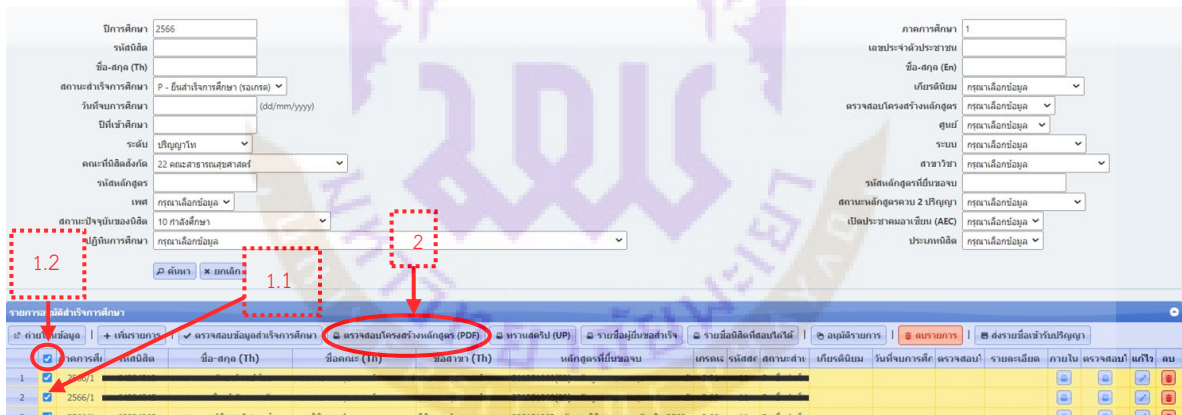 ปีการศึกษา 2566 ภาคการศึกษา 1
รหัสนิสิต เลขประจำตัวประชาชน
ชื่อ-สกุล (Th) ชื่อ-สกุล (En)
สถานะสำเร็จการศึกษา P - ยื่นสำเร็จการศึกษา (รอเกรด) เกียรตินิยม กรุณาเลือกข้อมูล
วันที่จบการศึกษา (dd/mm/yyyy) ตรวจสอบโครงสร้างหลักสูตร กรุณาเลือกข้อมูล
ปีที่เข้าศึกษา ศูนย์ กรุณาเลือกข้อมูล
ระดับ ปริญญาโท ระบบ กรุณาเลือกข้อมูล
คณะที่นิสิตสังกัด 22 คณะสาธารณสุขศาสตร์ สาขาวิชา กรุณาเลือกข้อมูล
รหัสหลักสูตร รหัสหลักสูตรที่ยื่นขอจบ
เพศ กรุณาเลือกข้อมูล สถานะหลักสูตรควบ 2 ปริญญา กรุณาเลือกข้อมูล
สถานะปัจจุบันของนิสิต 10 กำลังศึกษา เปิดประชาคมอาเซียน (AEC) กรุณาเลือกข้อมูล
ปฏิทินการศึกษา กรุณาเลือกข้อมูล ประเภทนิสิต กรุณาเลือกข้อมูล
2
1.2
ค้นหา ยกเลิก
1.1
รายการ สำเร็จการศึกษา
ข้อมูล + เพิ่มรายการ ตรวจสอบข้อมูลสำเร็จการศึกษา ตรวจสอบโครงสร้างหลักสูตร (PDF) ทรานสคริป (UP) รายชื่อผู้ยื่นขอสำเร็จ รายชื่อนิสิตที่สอบไล่ได้ อนุมัติรายการ ลบรายการ ส่งรายชื่อเข้ารับปริญญา
ภาคการศึ รหัสนิสิต ชื่อ-สกุล (Th) ชื่อคณะ (Th) ชื่อสาขา (Th) หลักสูตรที่ยื่นขอจบ เกรดเฉ รหัสสถ สถานะสำเ เกียรตินิยม วันที่จบการศึก ตรวจสอบโ รายละเอียด ภายใน ตรวจสอบโ แก้ไข ลบ
1 2566/1
2 2566/1